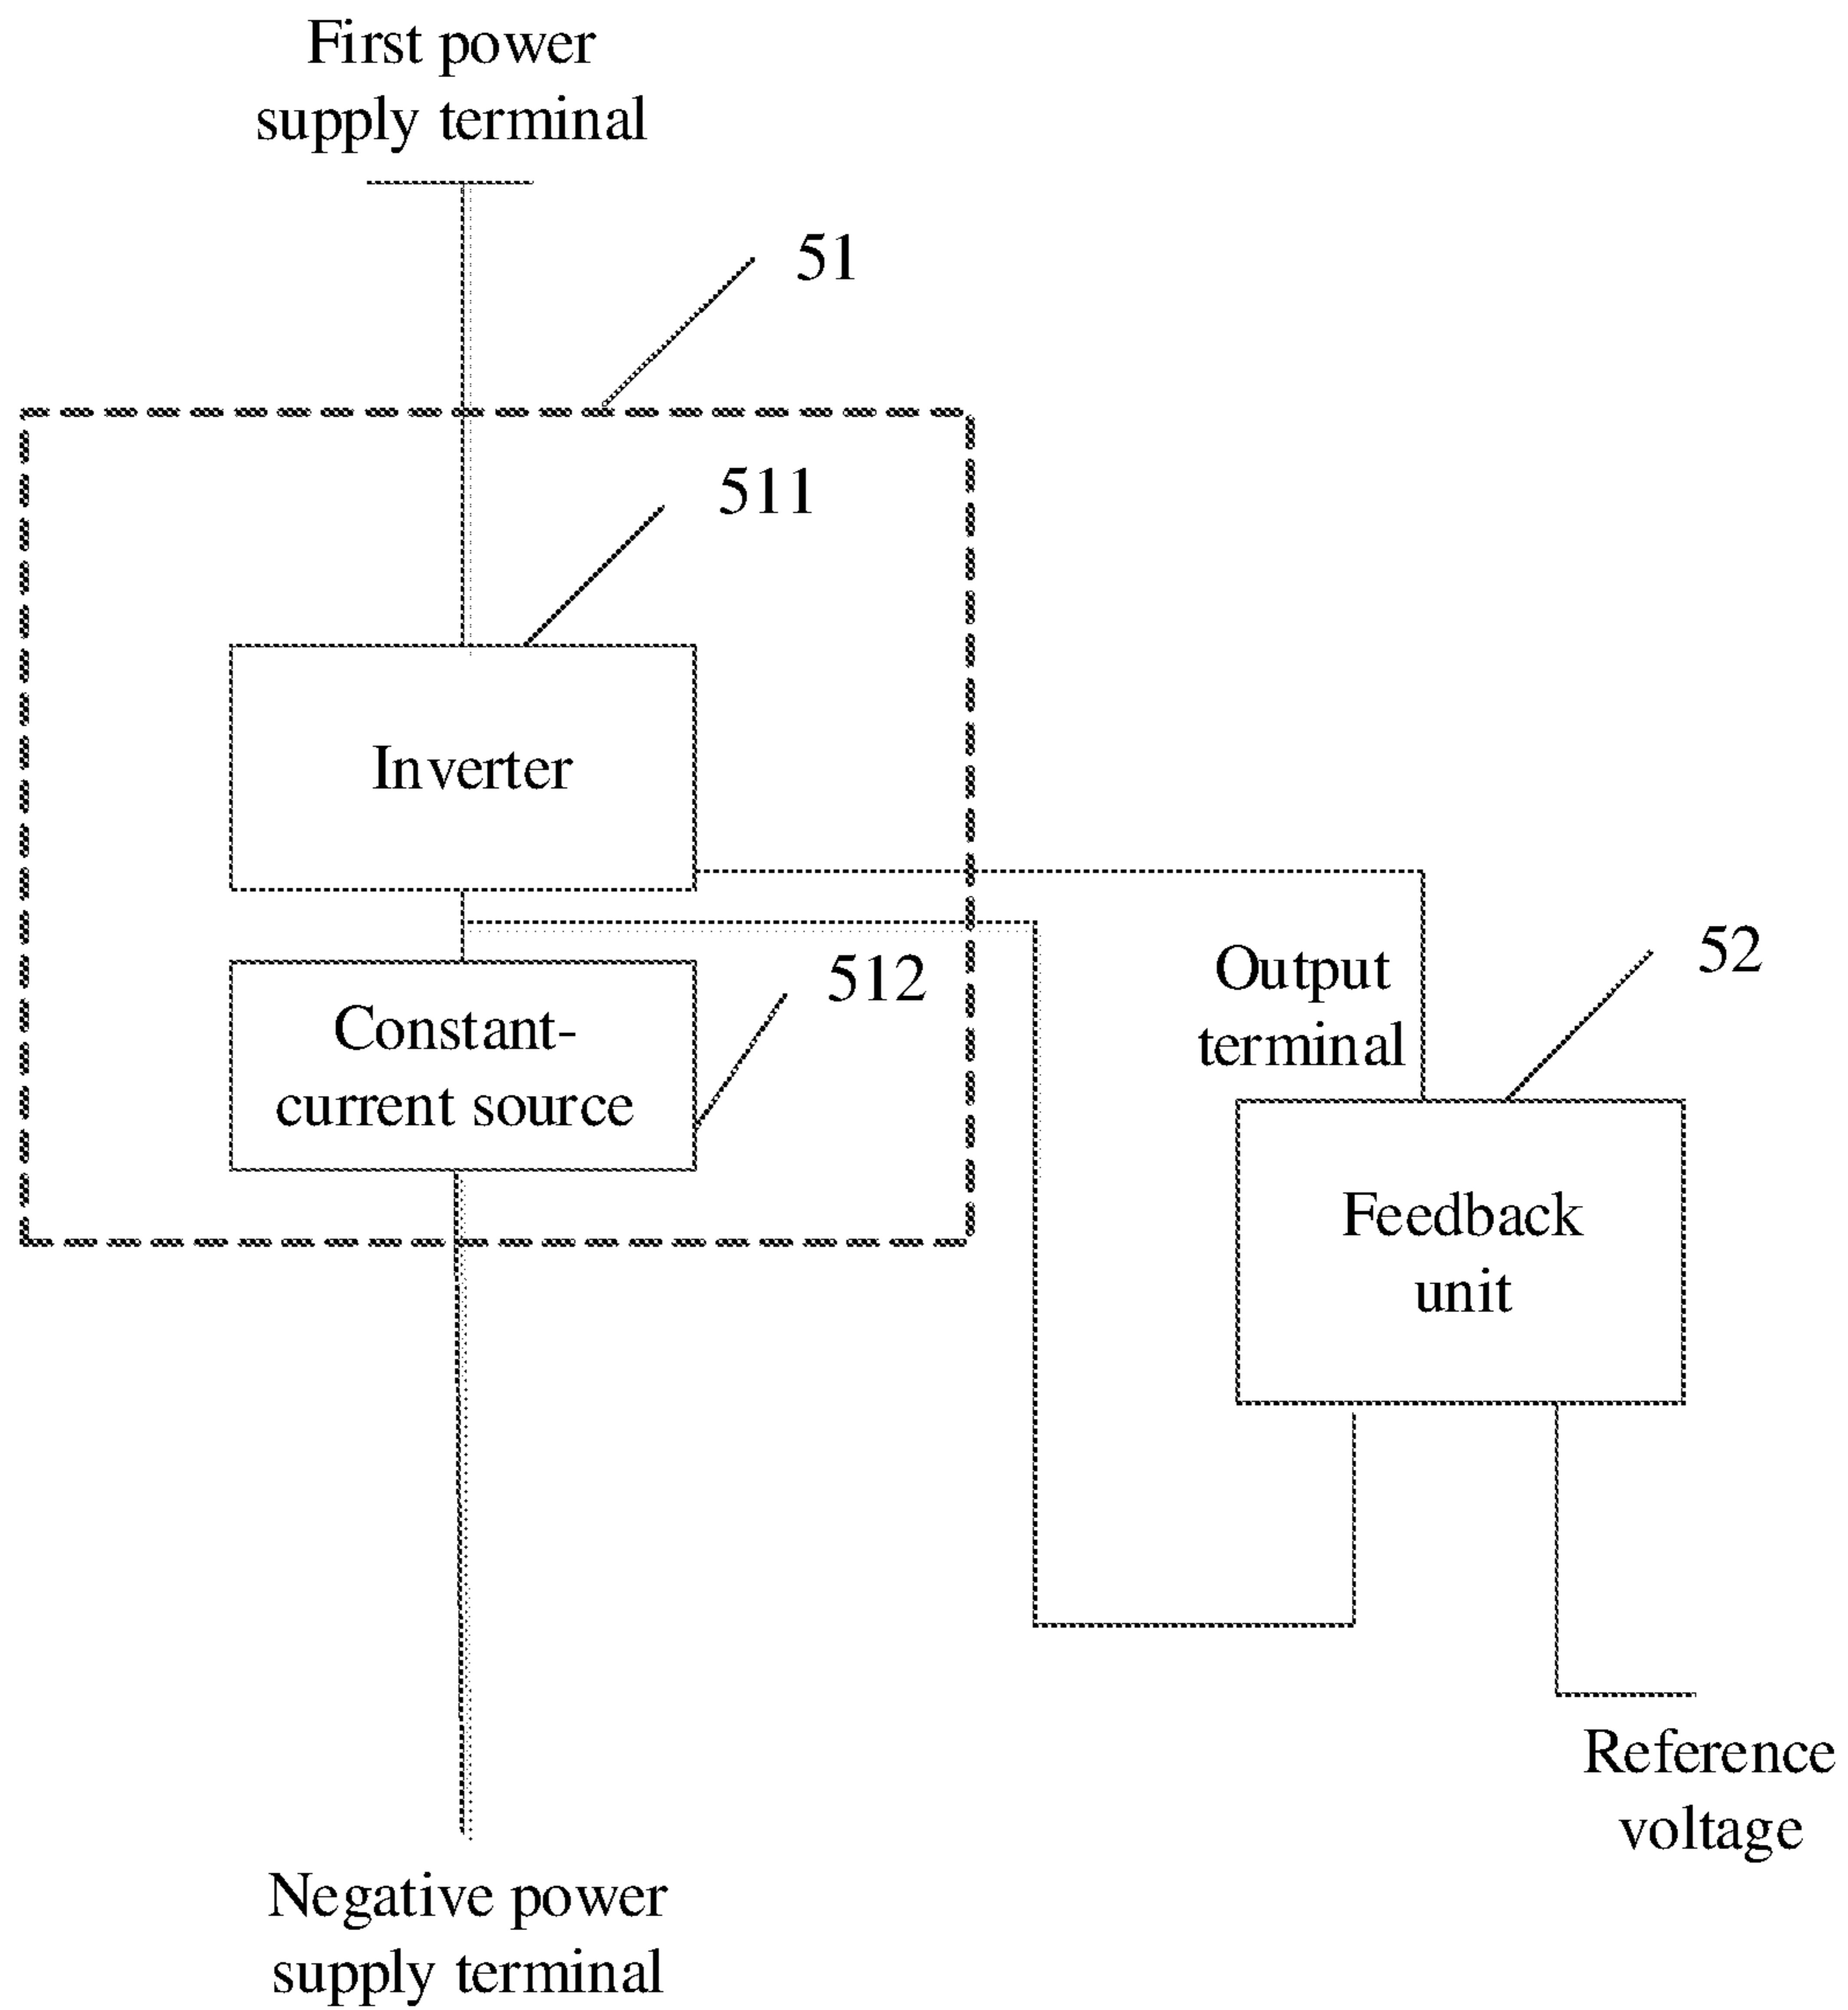 First power
supply terminal
51
511
Inverter
Constant-
current source
512
Output
terminal
52
Feedback
unit
Reference
voltage
Negative power
supply terminal